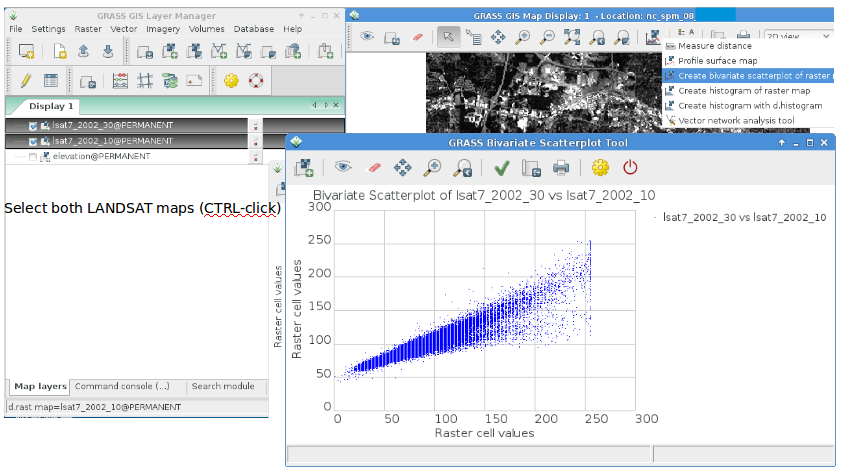 GRASS GIS Layer Manager
File Settings Raster Vector Imagery Volumes Database Help
Display 1
lsat7_2002_30@PERMANENT
lsat7_2002_10@PERMANENT
elevation@PERMANENT
Select both LANDSAT maps (CTRL-click)
Map layers Command console (...) Search module
d.rast map=lsat7_2002_10@PERMANENT
GRASS GIS Map Display: 1 - Location: nc_spm_08
2D view
Measure distance
Profile surface map
Create bivariate scatterplot of raster
Create histogram of raster map
Create histogram with d.histogram
Vector network analysis tool
Raster cell values
GRASS Bivariate Scatterplot Tool
Bivariate Scatterplot of lsat7_2002_30 vs lsat7_2002_10
lsat7_2002_30 vs lsat7_2002_10
300
250
200
150
100
50
0
Raster cell values
0 50 100 150 200 250 300
Raster cell values